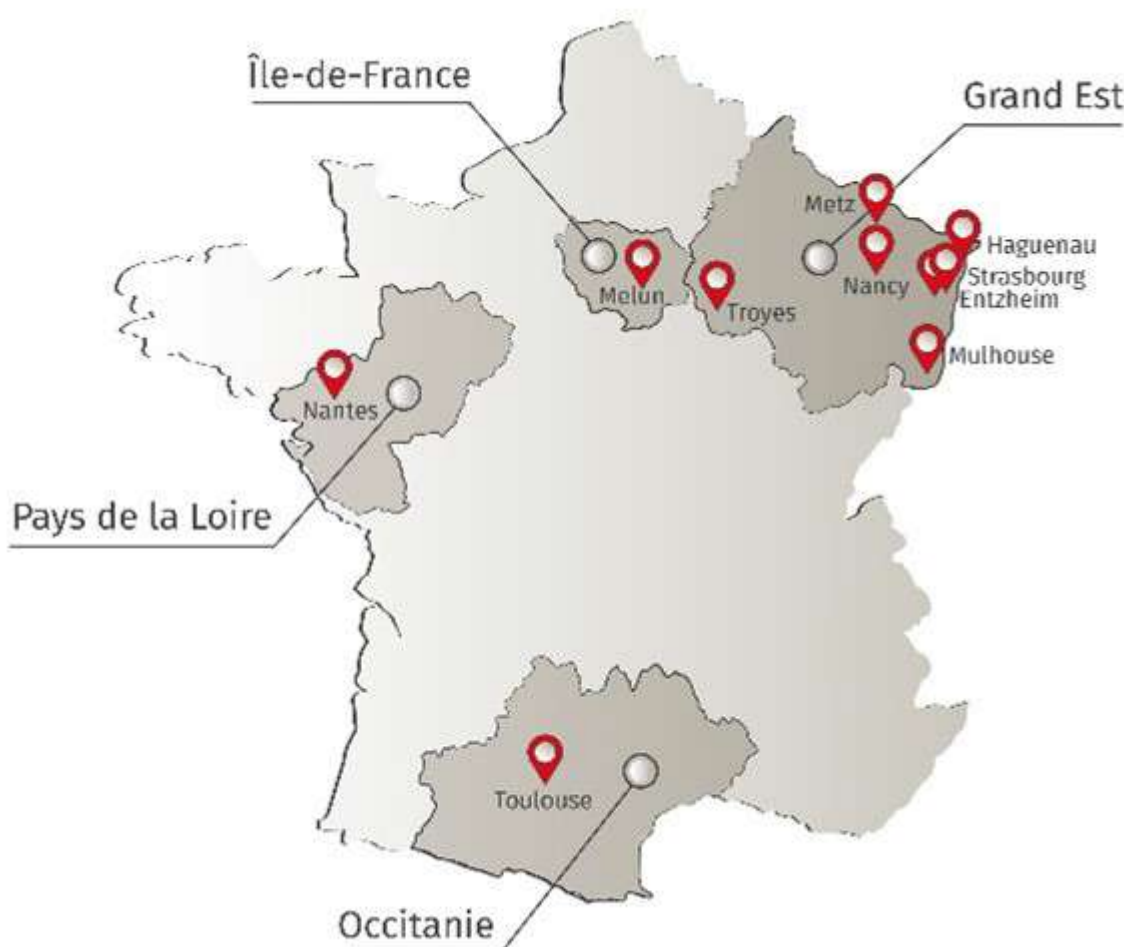 Île-de-France
Grand Est
Metz
Haguenau
Nancy
Strasbourg
Entzheim
Melun
Troyes
Mulhouse
Nantes
Pays de la Loire
Toulouse
Occitanie